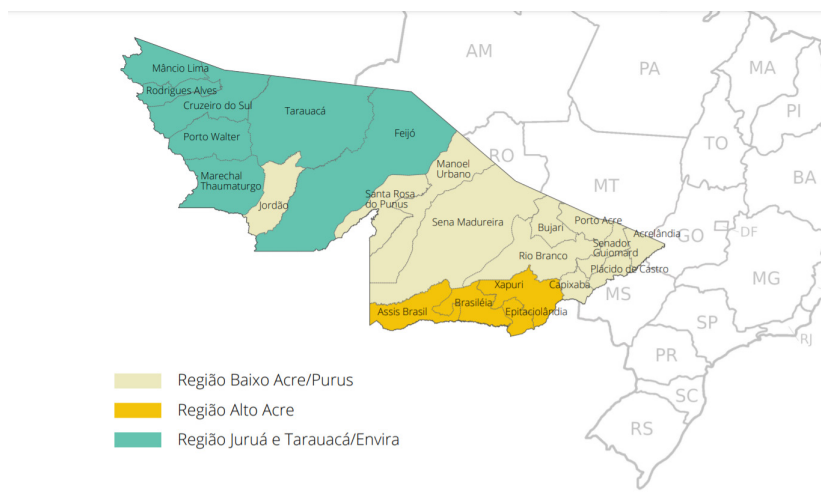 AM
PA
MA
PI
TO
BA
RO
MT
GO
DF
MG
MS
SP
RJ
PR
SC
RS
Mâncio Lima
Rodrigues Alves
Cruzeiro do Sul
Tarauacá
Porto Walter
Feijó
Marechal
Thaumaturgo
Jordão
Manoel
Urbano
Santa Rosa
do Purus
Sena Madureira
Bujari
Porto Acre
Acrelândia
Senador
Guiomard
Rio Branco
Plácido de Castro
Capixaba
Xapuri
Brasiléia
Assis Brasil
Epitaciolândia
Região Baixo Acre/Purus
Região Alto Acre
Região Juruá e Tarauacá/Envira